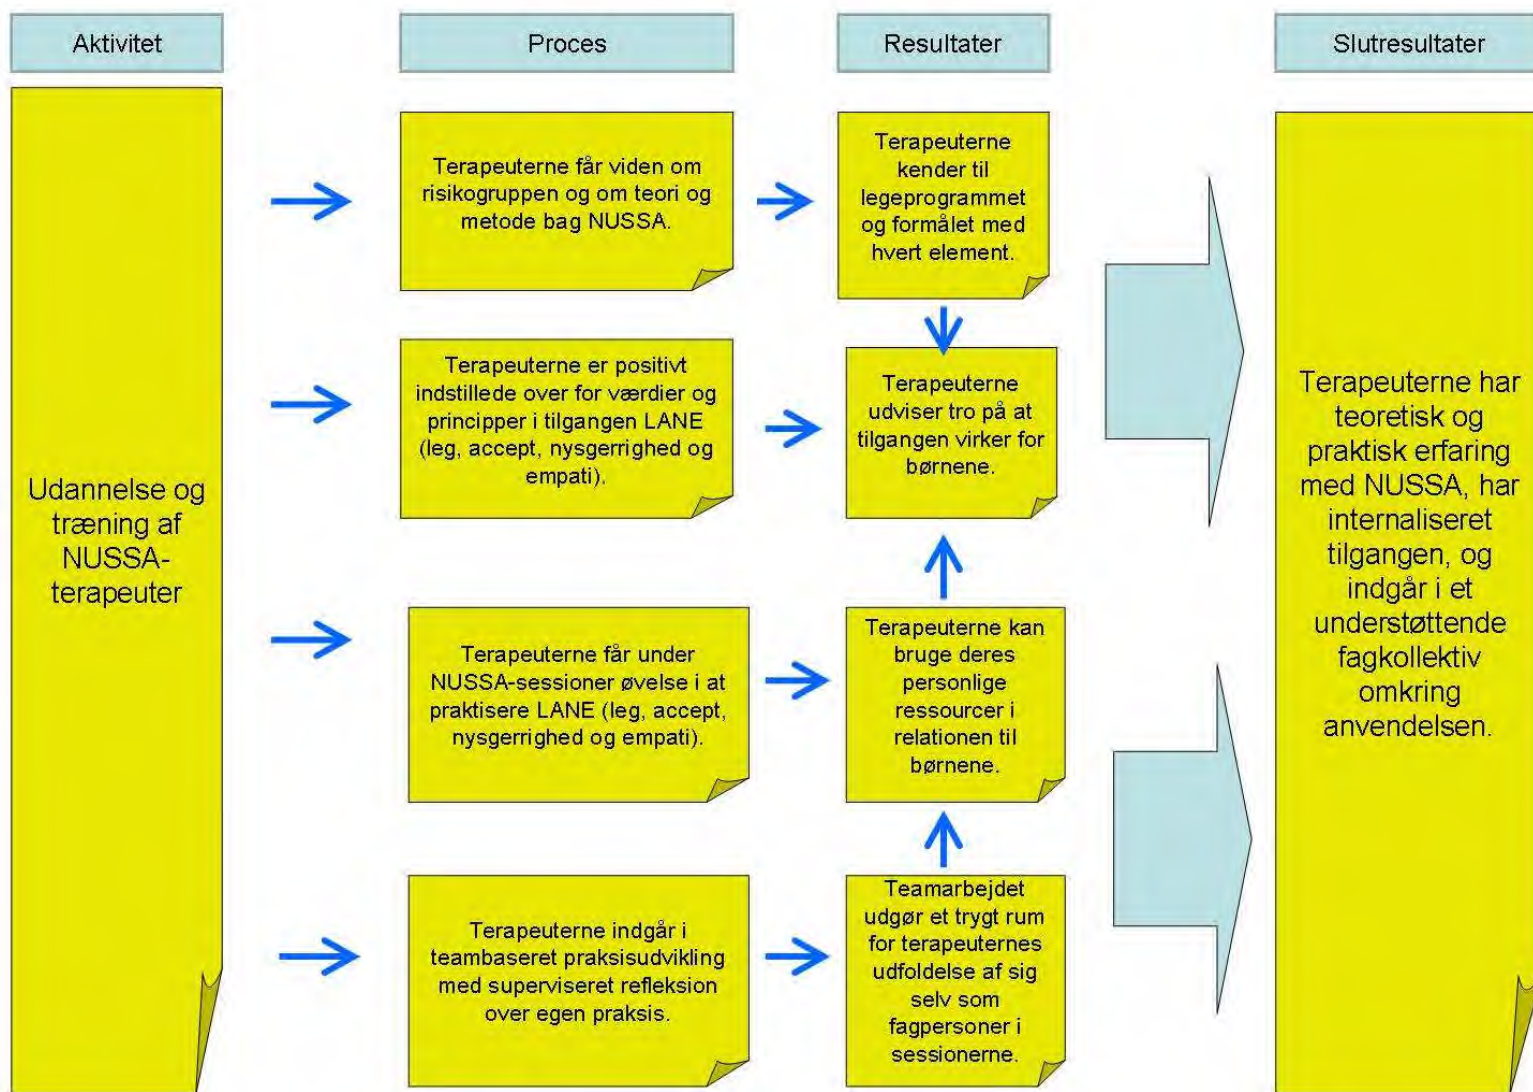 Aktivitet
Proces
Resultater
Slutresultater
Udannelse og
træning af
NUSSA-
terapeuter
Terapeuterne får viden om
risikogruppen og om teori og
metode bag NUSSA.
Terapeuterne
kender til
legeprogrammet
og formålet med
hvert element.
Terapeuterne er positivt
indstillede over for værdier og
principper i tilgangen LANE
(leg, accept, nysgerrighed og
empati).
Terapeuterne
udviser tro på at
tilgangen virker for
børnene.
Terapeuterne får under
NUSSA-sessioner øvelse i at
praktisere LANE (leg, accept,
nysgerrighed og empati).
Terapeuterne kan
bruge deres
personlige
ressourcer i
relationen til
børnene.
Terapeuterne indgår i
teambaseret praksisudvikling
med superviseret refleksion
over egen praksis.
Teamarbejdet
udgør et trygt rum
for terapeuternes
udfoldelse af sig
selv som
fagpersoner i
sessionerne.
Terapeuterne har
teoretisk og
praktisk erfaring
med NUSSA, har
internaliseret
tilgangen, og
indgår i et
understøttende
fagkollektiv
omkring
anvendelsen.